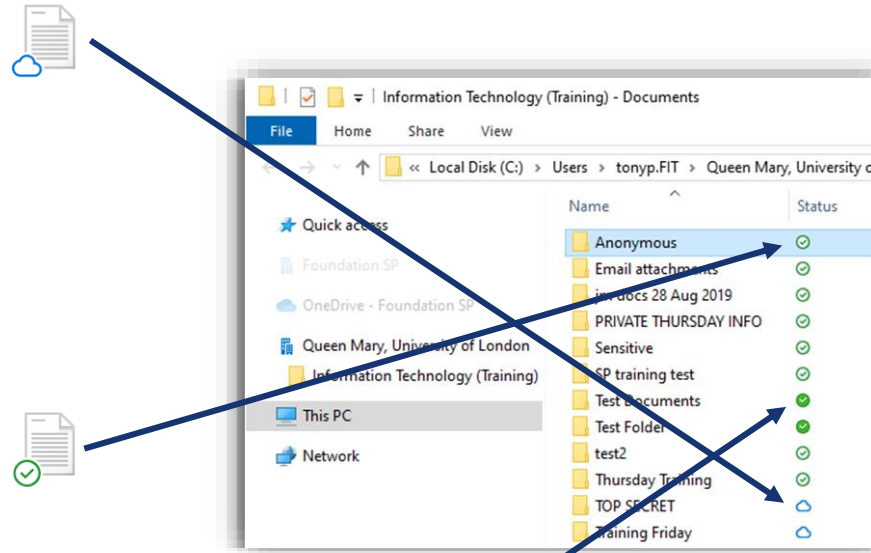 Information Technology (Training) - Documents
File Home Share View
« Local Disk (C:) > Users > tonyp.FIT > Queen Mary, University o
Name Status
Quick access
Foundation SP
OneDrive - Foundation SP
Queen Mary, University of London
Information Technology (Training)
This PC
Network
Anonymous
Email attachments
docs 28 Aug 2019
PRIVATE THURSDAY INFO
Sensitive
SP training test
Test Documents
Test Folder
test2
Thursday Training
TOP SECRET
Training Friday